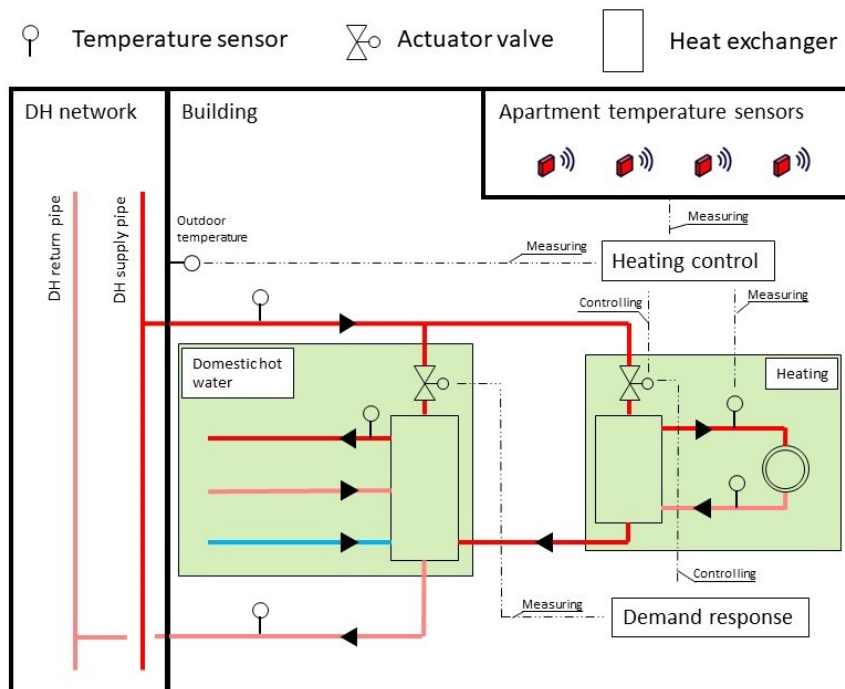 Temperature sensor
Actuator valve
Heat exchanger
DH network
Building
Apartment temperature sensors
DH return pipe
DH supply pipe
Outdoor
temperature
Measuring
Measuring
Heating control
Controlling
Measuring
Domestic hot
water
Heating
Controlling
Measuring
Demand response